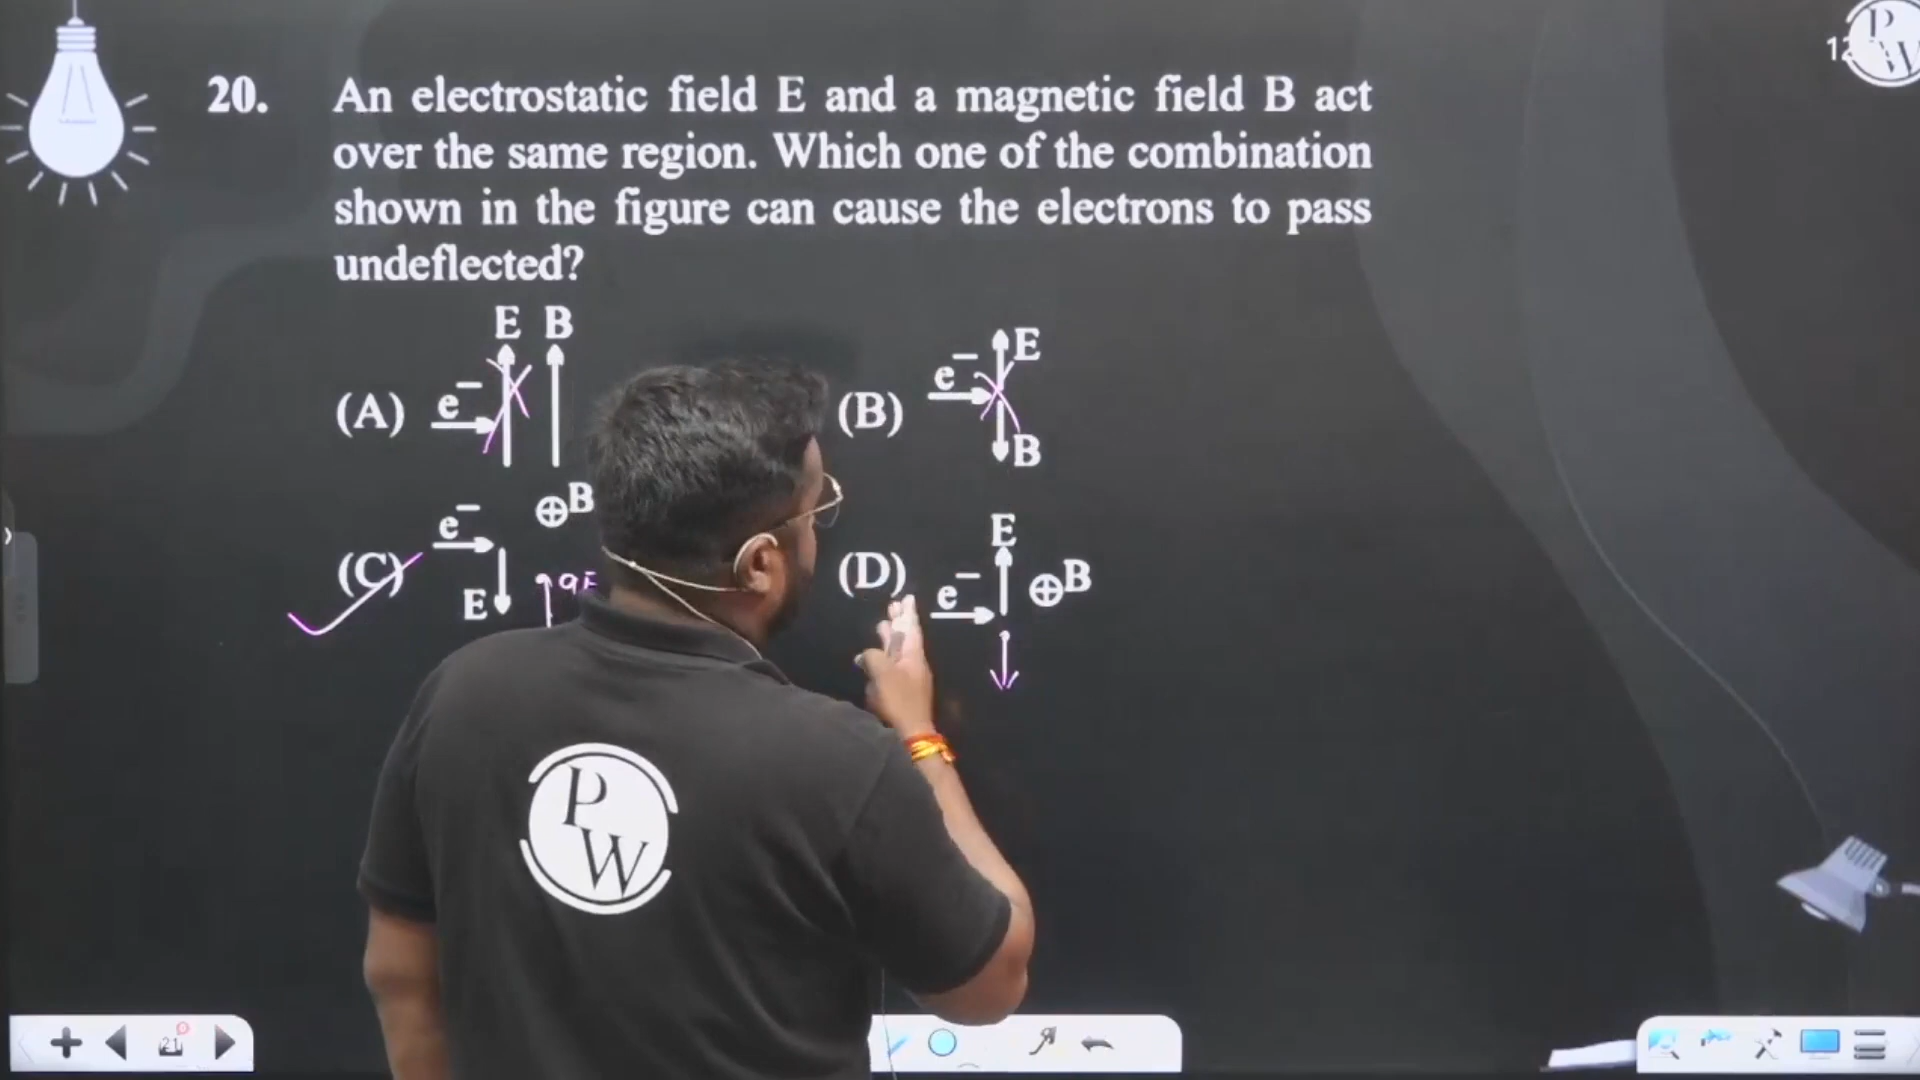 P
W
20. An electrostatic field E and a magnetic field B act
over the same region. Which one of the combination
shown in the figure can cause the electrons to pass
undeflected?
(A) e⁻ E B
(B) e⁻ E B
(C) e⁻ ⊕B E
(D) e⁻ E ⊕B
P
W
21